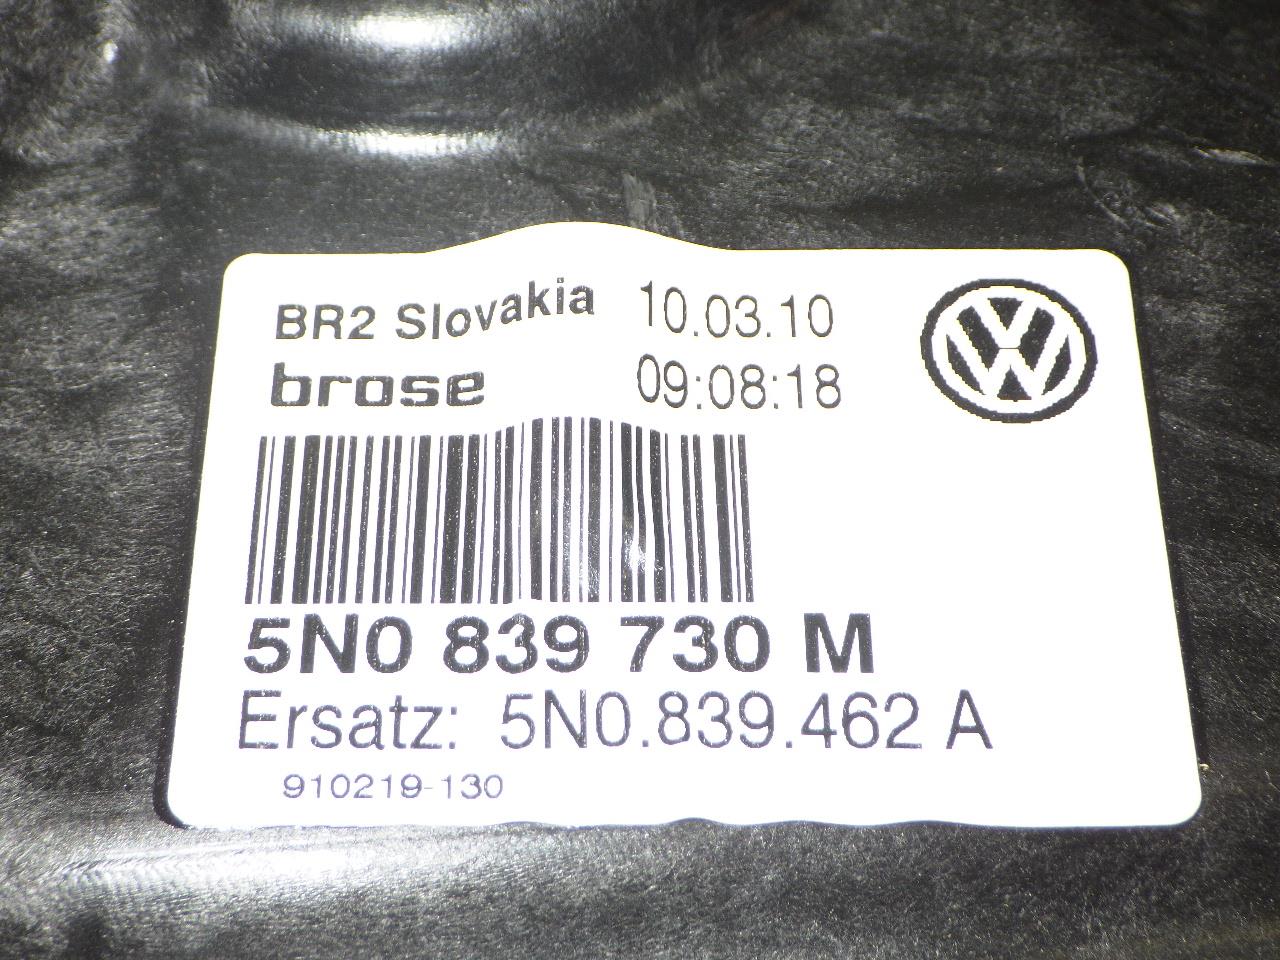 BR2 Slovakia 10.03.10
brose 09:08:18
5N0 839 730 M
Ersatz: 5N0.839.462 A
910219-130